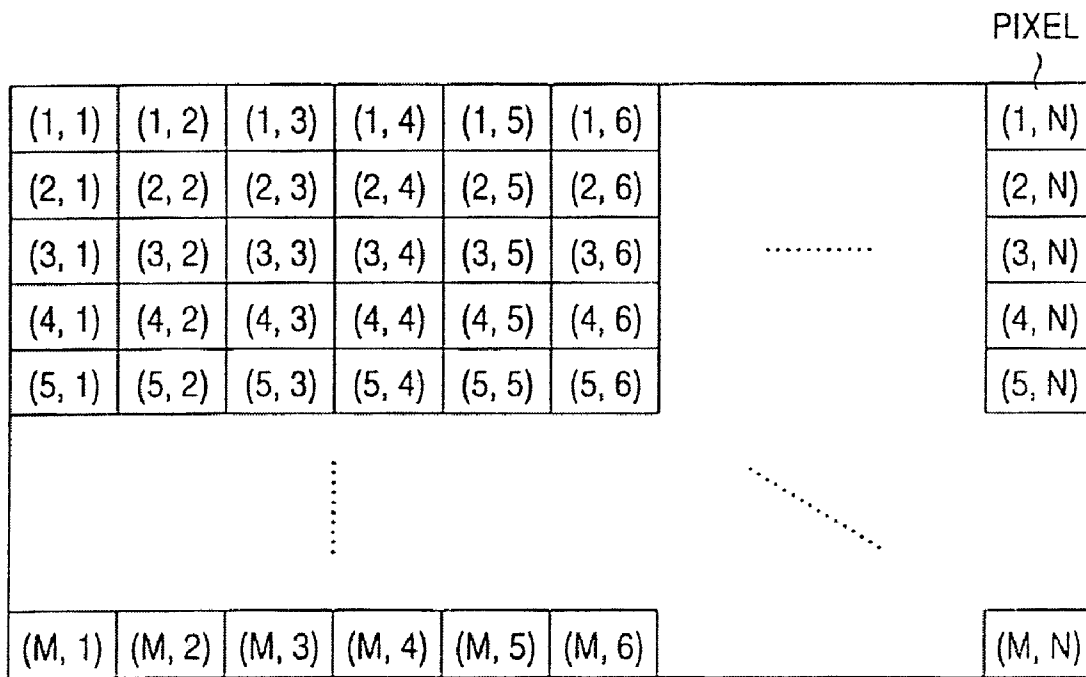 PIXEL
(1, 1) (1, 2) (1, 3) (1, 4) (1, 5) (1, 6) (1, N)
(2, 1) (2, 2) (2, 3) (2, 4) (2, 5) (2, 6) (2, N)
(3, 1) (3, 2) (3, 3) (3, 4) (3, 5) (3, 6) (3, N)
(4, 1) (4, 2) (4, 3) (4, 4) (4, 5) (4, 6) (4, N)
(5, 1) (5, 2) (5, 3) (5, 4) (5, 5) (5, 6) (5, N)
(M, 1) (M, 2) (M, 3) (M, 4) (M, 5) (M, 6) (M, N)